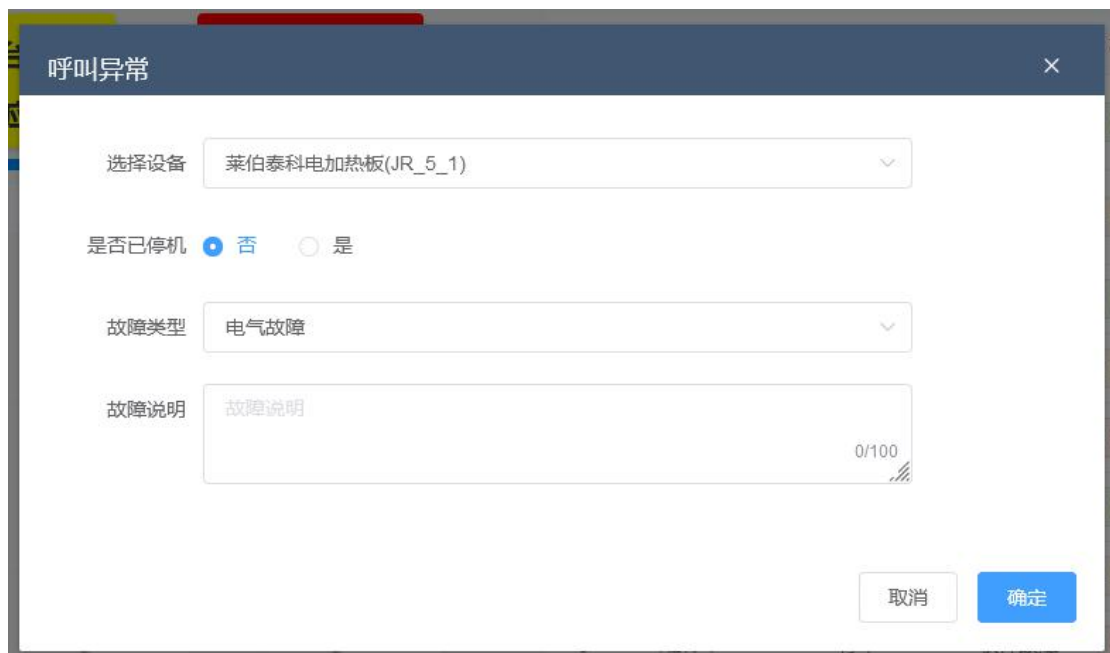 呼叫异常
选择设备 莱伯泰科电加热板(JR_5_1)
是否已停机 否 是
故障类型 电气故障
故障说明 故障说明
0/100
取消 确定